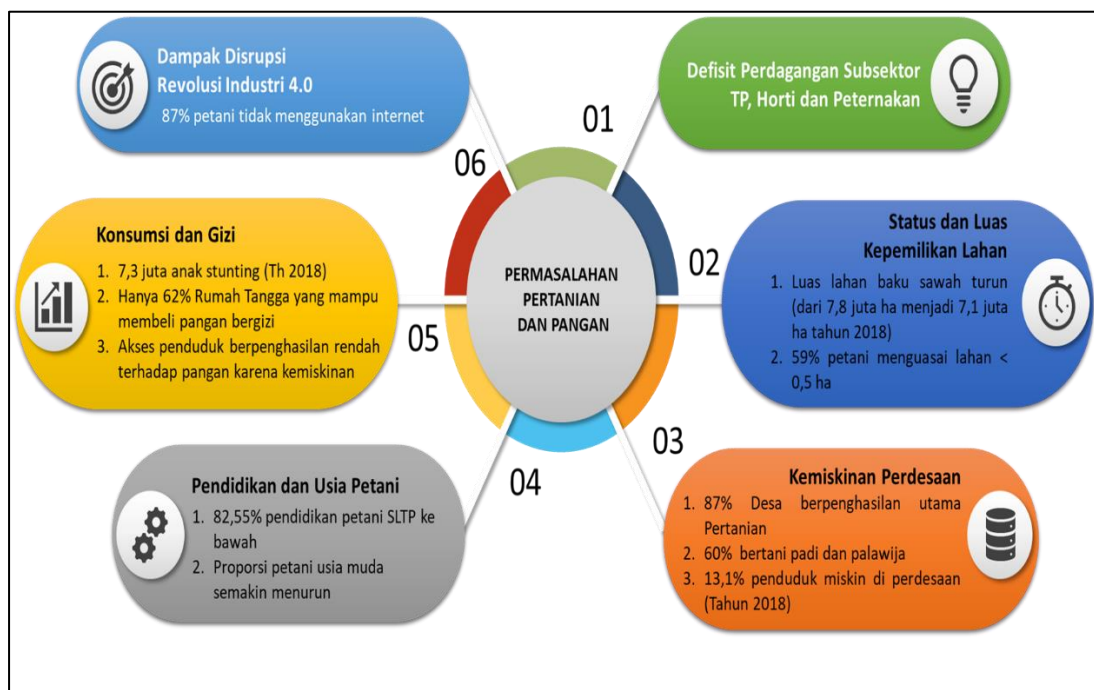 PERMASALAHAN
PERTANIAN
DAN PANGAN
01
Defisit Perdagangan Subsektor
TP, Horti dan Peternakan
02
Status dan Luas
Kepemilikan Lahan
1. Luas lahan baku sawah turun
(dari 7,8 juta ha menjadi 7,1 juta
ha tahun 2018)
2. 59% petani menguasai lahan <
0,5 ha
03
Kemiskinan Perdesaan
1. 87% Desa berpenghasilan utama
Pertanian
2. 60% bertani padi dan palawija
3. 13,1% penduduk miskin di perdesaan
(Tahun 2018)
04
Pendidikan dan Usia Petani
1. 82,55% pendidikan petani SLTP ke
bawah
2. Proporsi petani usia muda
semakin menurun
05
Konsumsi dan Gizi
1. 7,3 juta anak stunting (Th 2018)
2. Hanya 62% Rumah Tangga yang mampu
membeli pangan bergizi
3. Akses penduduk berpenghasilan rendah
terhadap pangan karena kemiskinan
06
Dampak Disrupsi
Revolusi Industri 4.0
87% petani tidak menggunakan internet